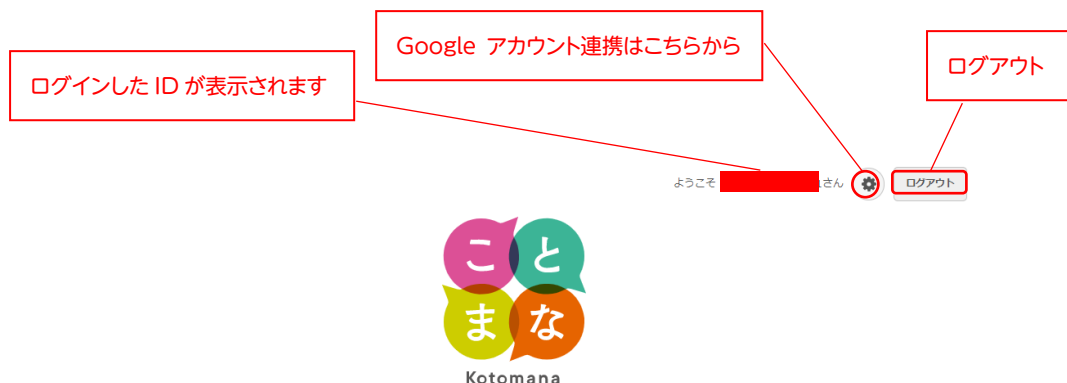 Google アカウント連携はこちらから
ログアウト
ログインした ID が表示されます
ようこそ
さん
ログアウト
こと
まな
Kotomana